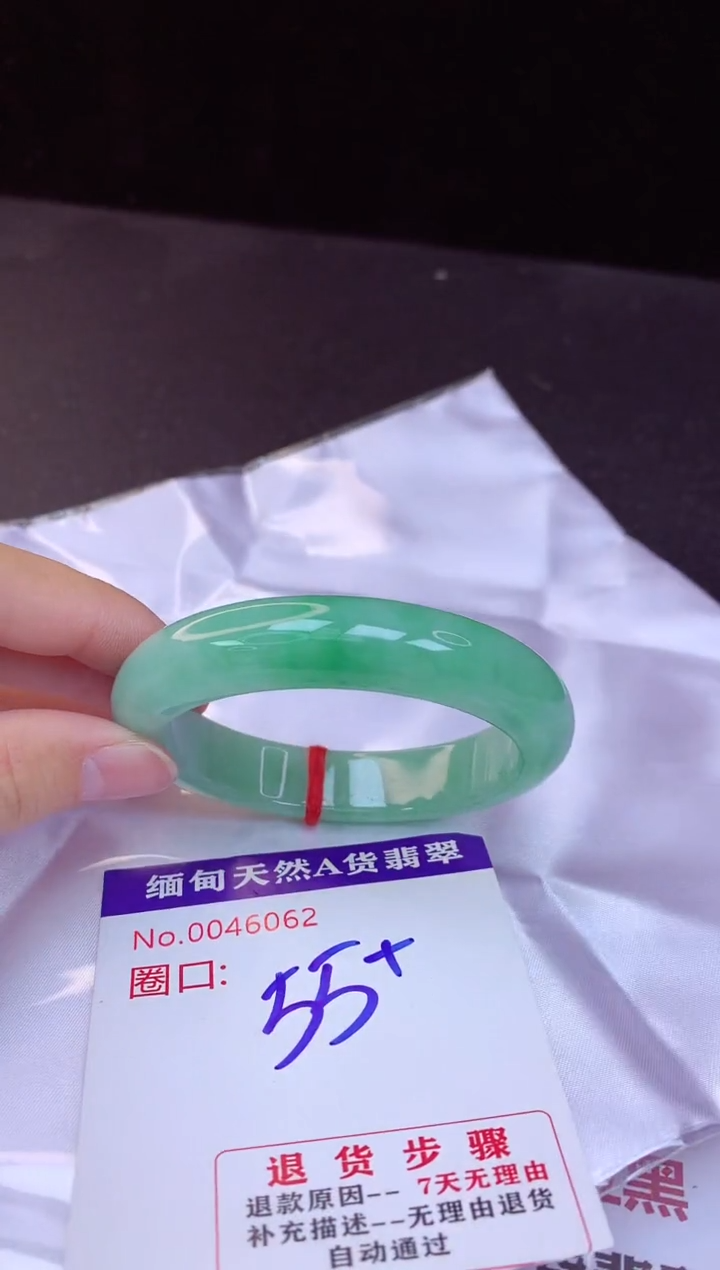 缅甸天然A货翡翠
No.0046062
圈口: 55+
退货步骤
退款原因--7天无理由
补充描述--无理由退货
自动通过
黑